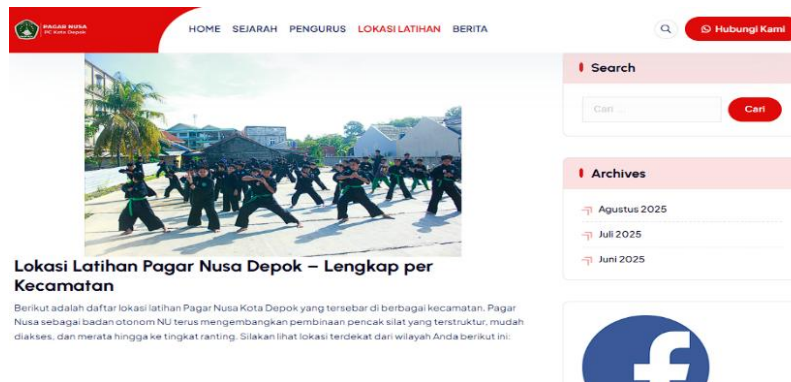 PAGAR NUSA
PC Kota Depok
HOME SEJARAH PENGURUS LOKASI LATIHAN BERITA
Hubungi Kami
Search
Cari ...
Cari
Archives
Agustus 2025
Juli 2025
Juni 2025
Lokasi Latihan Pagar Nusa Depok – Lengkap per
Kecamatan
Berikut adalah daftar lokasi latihan Pagar Nusa Kota Depok yang tersebar di berbagai kecamatan. Pagar
Nusa sebagai badan otonom NU terus mengembangkan pembinaan pencak silat yang terstruktur, mudah
diakses, dan merata hingga ke tingkat ranting. Silakan lihat lokasi terdekat dari wilayah Anda berikut ini: